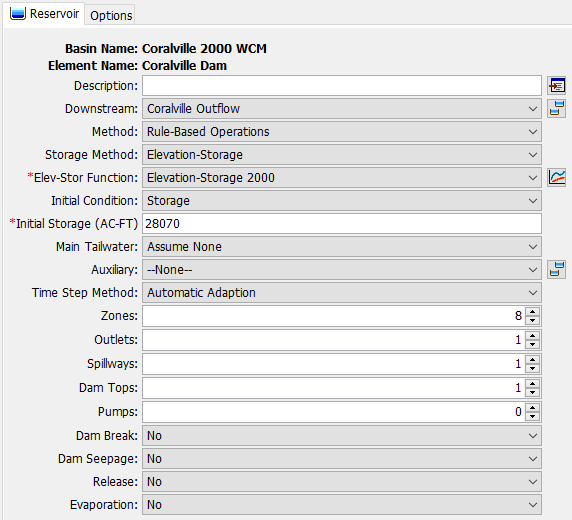 Reservoir Options
Basin Name: Coralville 2000 WCM
Element Name: Coralville Dam
Description:
Downstream: Coralville Outflow
Method: Rule-Based Operations
Storage Method: Elevation-Storage
*Elev-Stor Function: Elevation-Storage 2000
Initial Condition: Storage
*Initial Storage (AC-FT) 28070
Main Tailwater: Assume None
Auxiliary: --None--
Time Step Method: Automatic Adaption
Zones: 8
Outlets: 1
Spillways: 1
Dam Tops: 1
Pumps: 0
Dam Break: No
Dam Seepage: No
Release: No
Evaporation: No